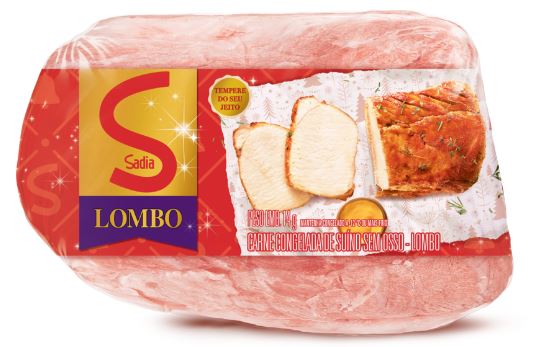 TEMPERE
DO SEU
JEITO
S
Sadia
LOMBO
CARNE CONGELADA DE SUÍNO SEM OSSO - LOMBO